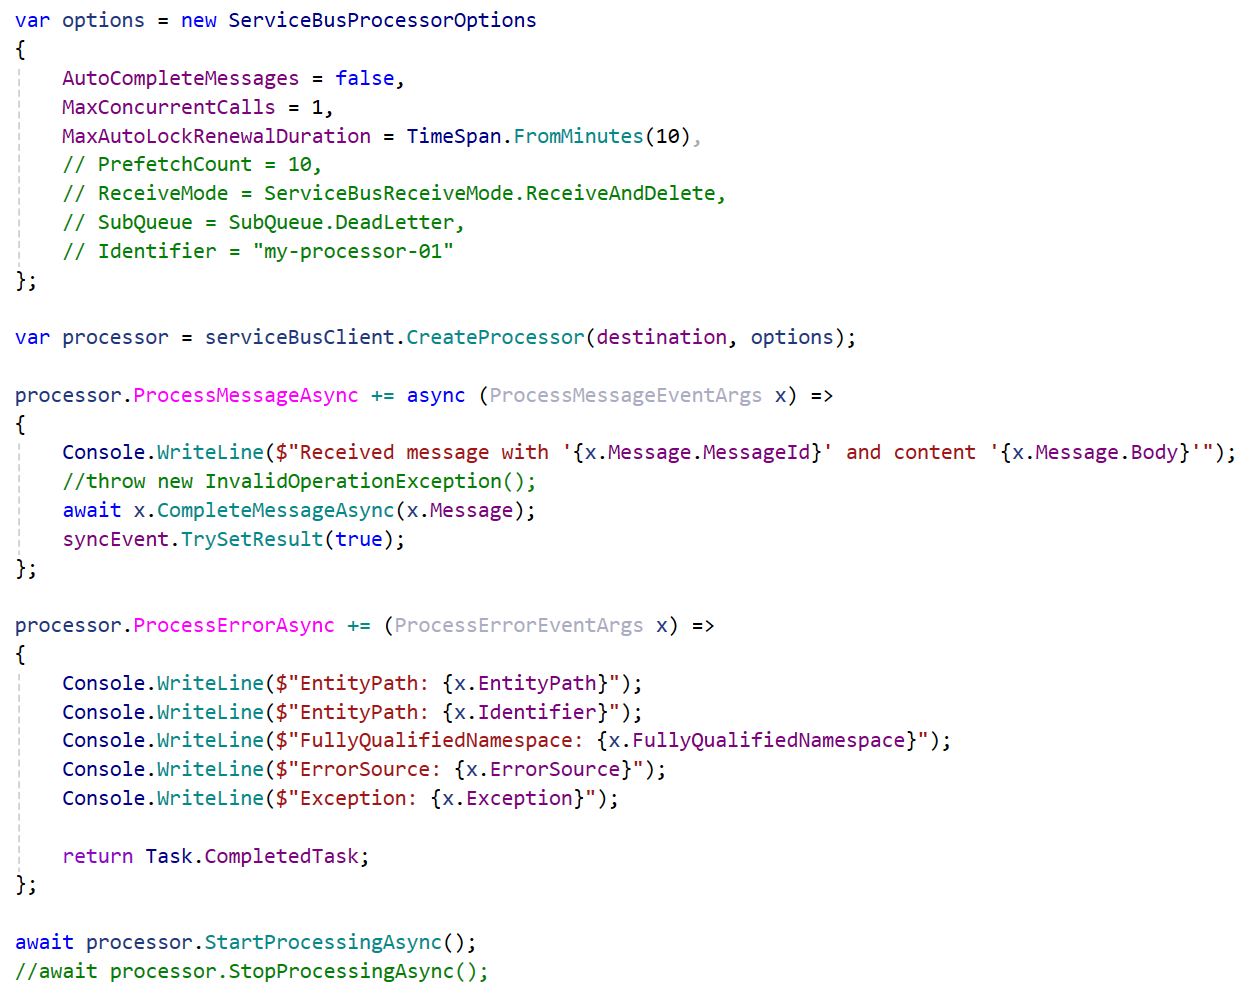 var options = new ServiceBusProcessorOptions
{
    AutoCompleteMessages = false,
    MaxConcurrentCalls = 1,
    MaxAutoLockRenewalDuration = TimeSpan.FromMinutes(10),
    // PrefetchCount = 10,
    // ReceiveMode = ServiceBusReceiveMode.ReceiveAndDelete,
    // SubQueue = SubQueue.DeadLetter,
    // Identifier = "my-processor-01"
};

var processor = serviceBusClient.CreateProcessor(destination, options);

processor.ProcessMessageAsync += async (ProcessMessageEventArgs x) =>
{
    Console.WriteLine($"Received message with '{x.Message.MessageId}' and content '{x.Message.Body}'");
    //throw new InvalidOperationException();
    await x.CompleteMessageAsync(x.Message);
    syncEvent.TrySetResult(true);
};

processor.ProcessErrorAsync += (ProcessErrorEventArgs x) =>
{
    Console.WriteLine($"EntityPath: {x.EntityPath}");
    Console.WriteLine($"EntityPath: {x.Identifier}");
    Console.WriteLine($"FullyQualifiedNamespace: {x.FullyQualifiedNamespace}");
    Console.WriteLine($"ErrorSource: {x.ErrorSource}");
    Console.WriteLine($"Exception: {x.Exception}");

    return Task.CompletedTask;
};

await processor.StartProcessingAsync();
//await processor.StopProcessingAsync();